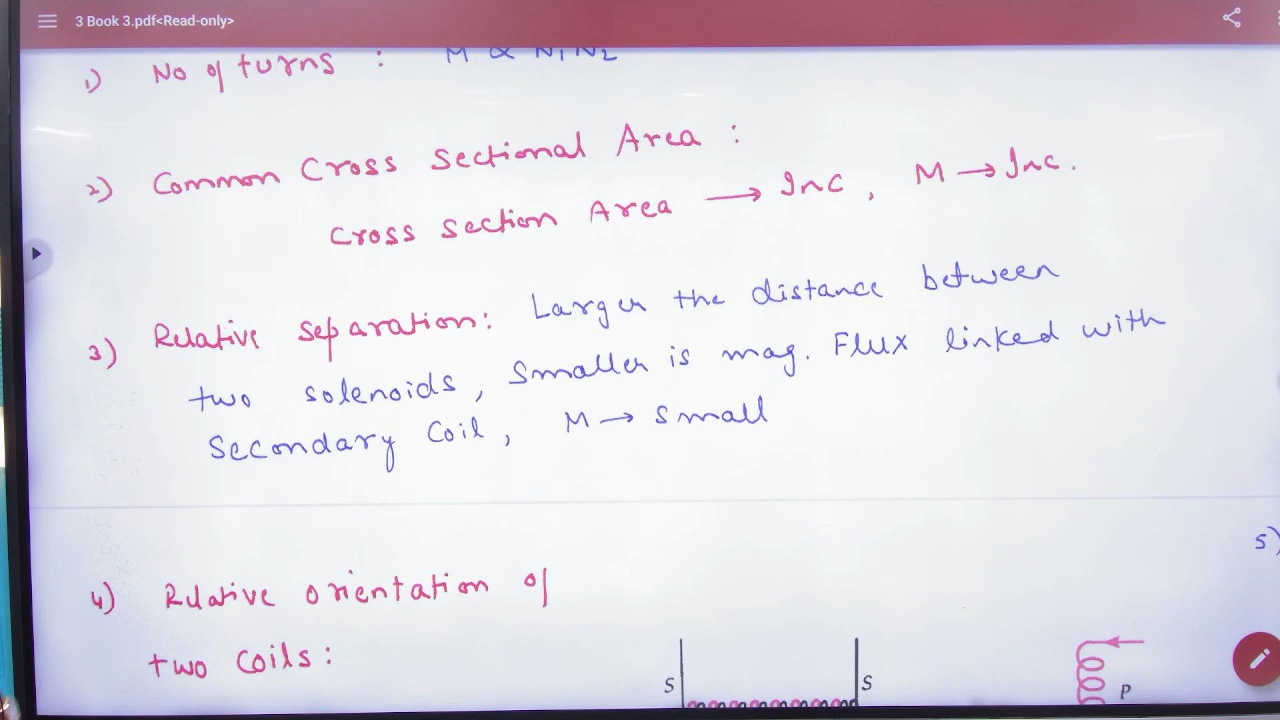 3 Book 3.pdf<Read-only>
1) No of turns : M ∝ N1N2
2) Common Cross Sectional Area :
Cross Section Area → Inc , M → Inc.
3) Relative Separation: Larger the distance between
two solenoids, Smaller is mag. Flux linked with
Secondary Coil, M → small
5)
4) Relative orientation of
two coils:
S S P